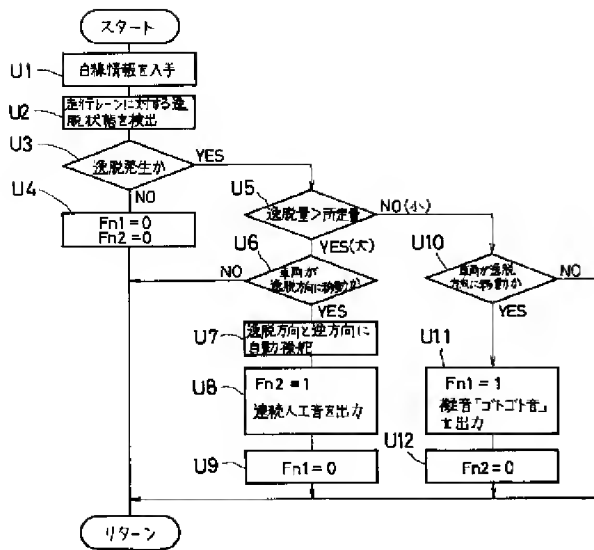 スタート
U1
白線情報を入手
U2
走行レーンに対する逸
脱状態を検出
U3
逸脱発生か
YES
NO
U4
Fn1=0
Fn2=0
U5
逸脱量>所定量
NO(小)
YES(大)
U6
車両が
逸脱方向に移動か
NO
YES
U10
車両が逸脱
方向に移動か
NO
YES
U7
逸脱方向と逆方向に
自動操舵
U8
Fn2=1
連続人工音を出力
U11
Fn1=1
擬音「ゴトゴト音」
を出力
U9
Fn1=0
U12
Fn2=0
リターン